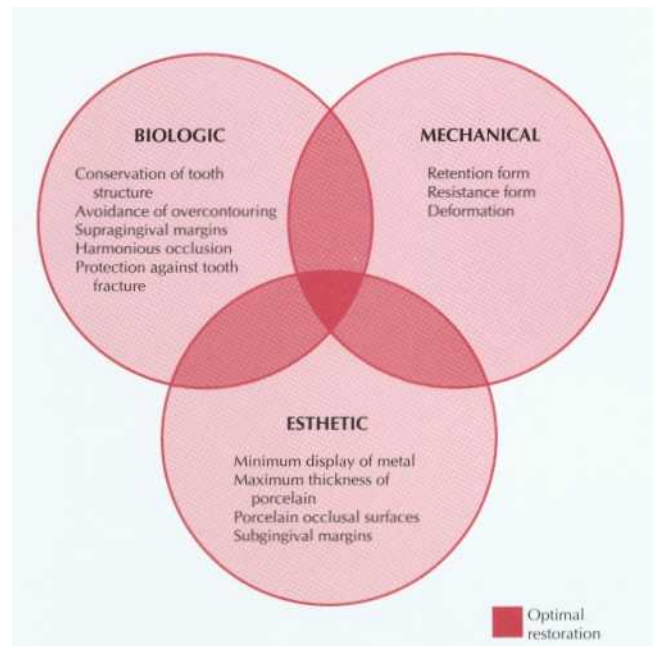 BIOLOGIC
Conservation of tooth
structure
Avoidance of overcontouring
Supragingival margins
Harmonious occlusion
Protection against tooth
fracture
MECHANICAL
Retention form
Resistance form
Deformation
ESTHETIC
Minimum display of metal
Maximum thickness of
porcelain
Porcelain occlusal surfaces
Subgingival margins
Optimal
restoration